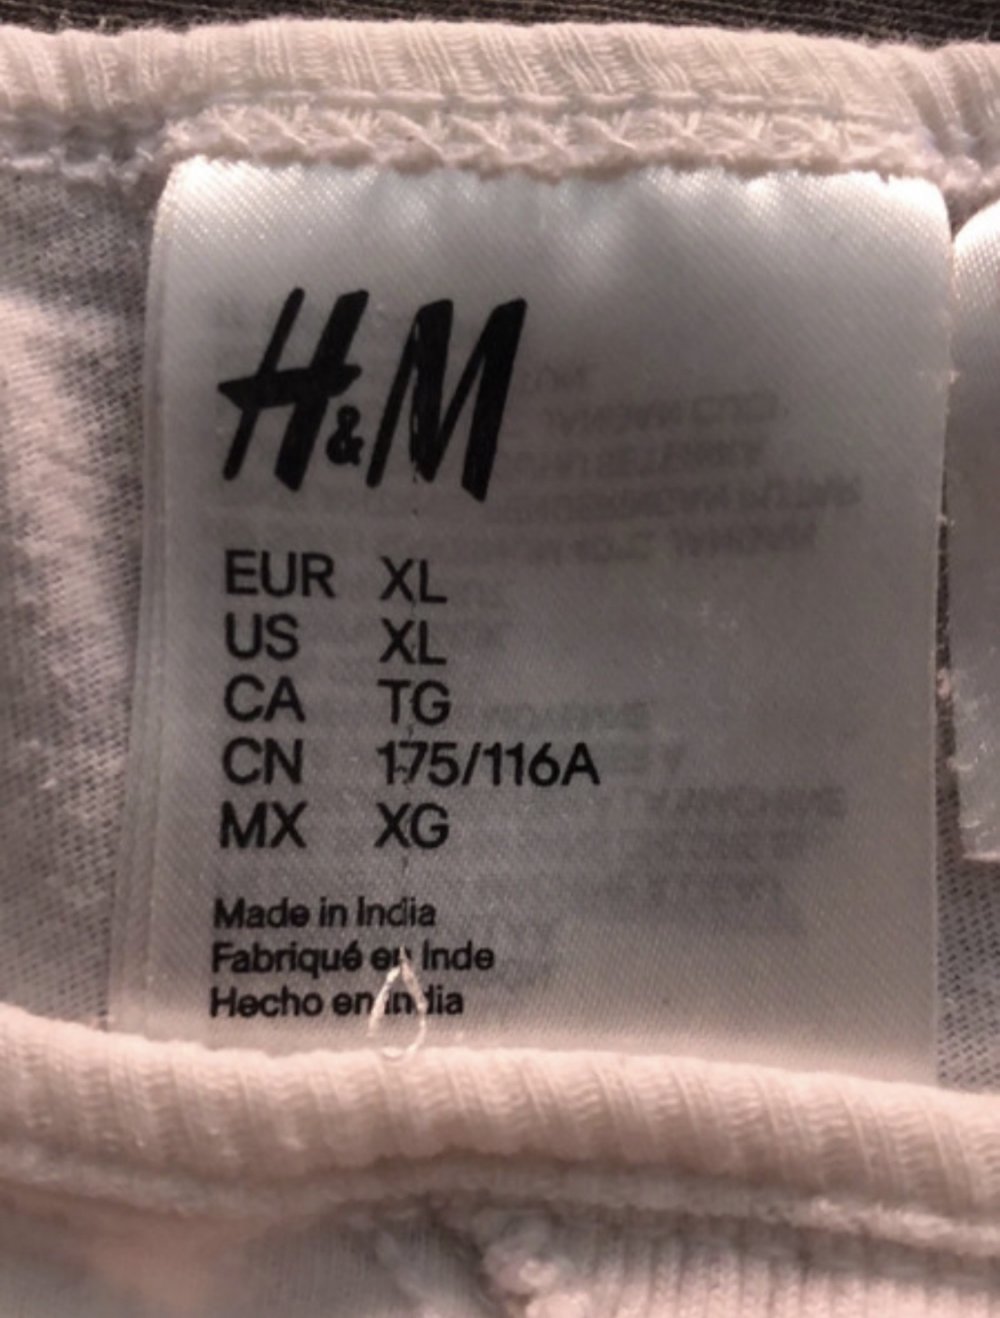 H&M
EUR XL
US XL
CA TG
CN 175/116A
MX XG
Made in India
Fabriqué en Inde
Hecho en India